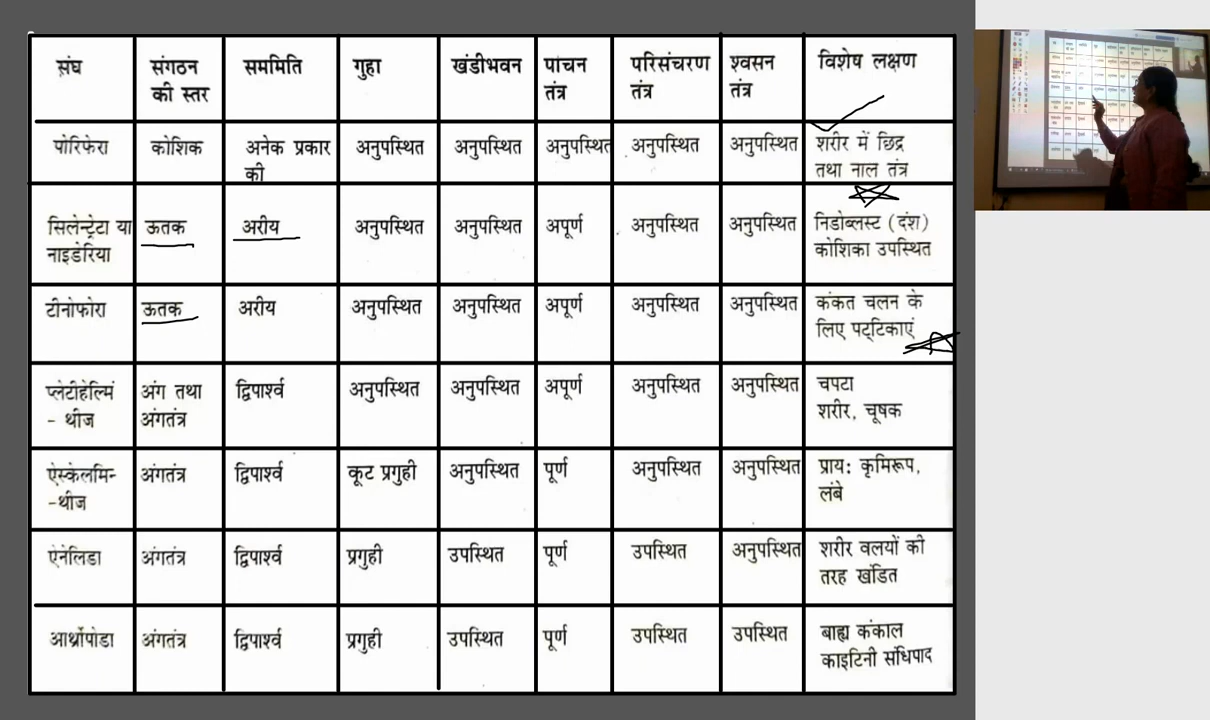 संघ
संगठन
की स्तर
सममिति
गुहा
खंडीभवन
पाचन
तंत्र
परिसंचरण
तंत्र
श्वसन
तंत्र
विशेष लक्षण
पोरिफेरा
कोशिक
अनेक प्रकार
की
अनुपस्थित
अनुपस्थित
अनुपस्थित
अनुपस्थित
अनुपस्थित
शरीर में छिद्र
तथा नाल तंत्र
सिलेन्ट्रेटा या
नाइडेरिया
ऊतक
अरीय
अनुपस्थित
अनुपस्थित
अपूर्ण
अनुपस्थित
अनुपस्थित
निडोब्लस्ट (दंश)
कोशिका उपस्थित
टीनोफोरा
ऊतक
अरीय
अनुपस्थित
अनुपस्थित
अपूर्ण
अनुपस्थित
अनुपस्थित
कंकत चलन के
लिए पट्टिकाएं
प्लेटीहेल्मिं
- थीज
अंग तथा
अंगतंत्र
द्विपार्श्व
अनुपस्थित
अनुपस्थित
अपूर्ण
अनुपस्थित
अनुपस्थित
चपटा
शरीर, चूषक
ऐस्केलमिन-
-थीज
अंगतंत्र
द्विपार्श्व
कूट प्रगुही
अनुपस्थित
पूर्ण
अनुपस्थित
अनुपस्थित
प्राय: कृमिरूप,
लंबे
ऐनेलिडा
अंगतंत्र
द्विपार्श्व
प्रगुही
उपस्थित
पूर्ण
उपस्थित
अनुपस्थित
शरीर वलयों की
तरह खंडित
आर्थ्रोपोडा
अंगतंत्र
द्विपार्श्व
प्रगुही
उपस्थित
पूर्ण
उपस्थित
उपस्थित
बाह्य कंकाल
काइटिनी संधिपाद